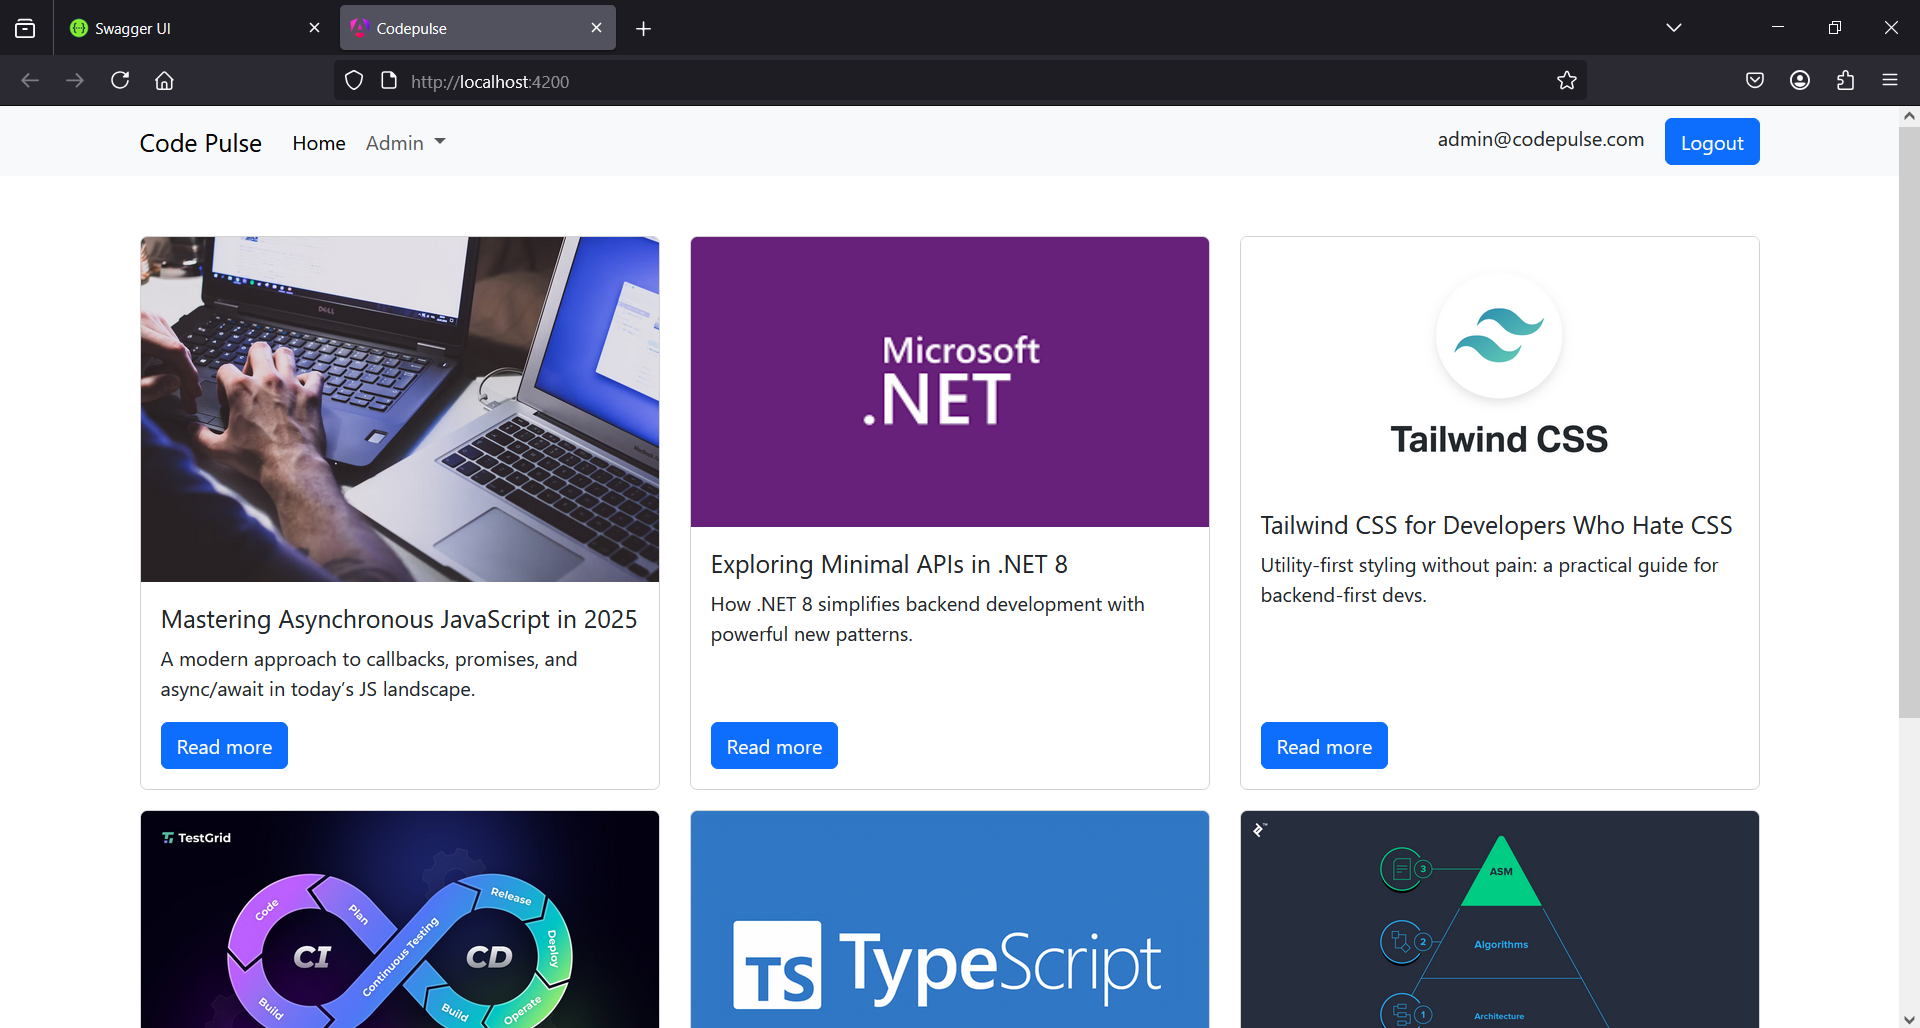 Swagger UI
Codepulse
http://localhost:4200
Code Pulse
Home
Admin
admin@codepulse.com
Logout
DELL
Microsoft
.NET
Tailwind CSS
Mastering Asynchronous JavaScript in 2025
A modern approach to callbacks, promises, and
async/await in today’s JS landscape.
Read more
Exploring Minimal APIs in .NET 8
How .NET 8 simplifies backend development with
powerful new patterns.
Read more
Tailwind CSS for Developers Who Hate CSS
Utility-first styling without pain: a practical guide for
backend-first devs.
Read more
TestGrid
Code
Plan
Continuous Testing
Release
Deploy
Operate
Build
Build
CI
CD
TS TypeScript
3
ASM
2
Algorithms
1
Architecture